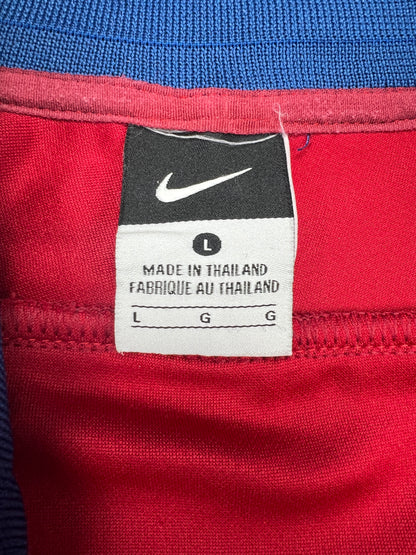 L
MADE IN THAILAND
FABRIQUE AU THAILAND
L G G